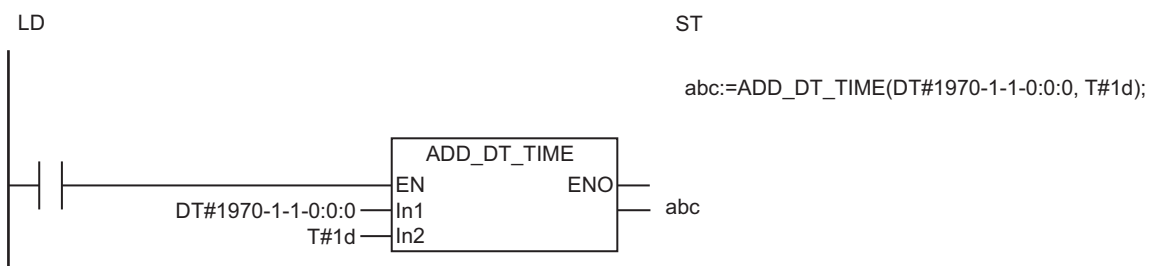 LD
ST
abc:=ADD_DT_TIME(DT#1970-1-1-0:0:0, T#1d);
ADD_DT_TIME
EN ENO
DT#1970-1-1-0:0:0 In1 abc
T#1d In2